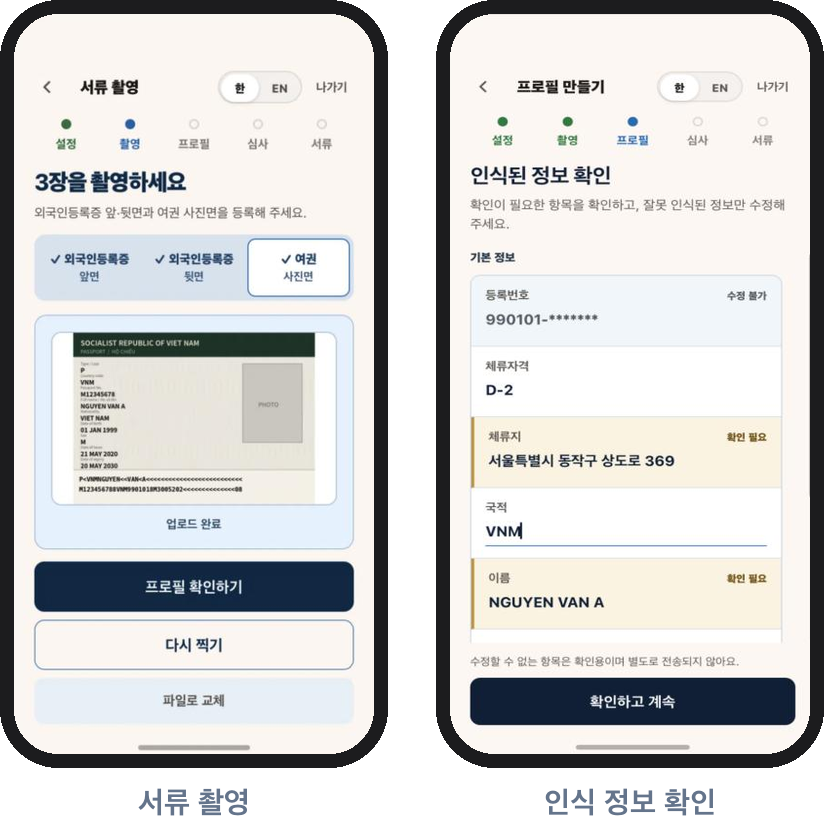 서류 촬영
한
EN
나가기
설정
촬영
프로필
심사
서류
3장을 촬영하세요
외국인등록증 앞·뒷면과 여권 사진면을 등록해 주세요.
✓ 외국인등록증
앞면
✓ 외국인등록증
뒷면
✓ 여권
사진면
SOCIALIST REPUBLIC OF VIET NAM
PASSPORT / HỘ CHIẾU
P
VNM
M12345678
NGUYEN VAN A
VIET NAM
01 JAN 1999
M
21 MAY 2020
20 MAY 2030
PHOTO
업로드 완료
프로필 확인하기
다시 찍기
파일로 교체
서류 촬영
프로필 만들기
한
EN
나가기
설정
촬영
프로필
심사
서류
인식된 정보 확인
확인이 필요한 항목을 확인하고, 잘못 인식된 정보만 수정해
주세요.
기본 정보
등록번호
수정 불가
990101-*******
체류자격
D-2
체류지
확인 필요
서울특별시 동작구 상도로 369
국적
VNM
이름
확인 필요
NGUYEN VAN A
수정할 수 없는 항목은 확인용이며 별도로 전송되지 않아요.
확인하고 계속
인식 정보 확인